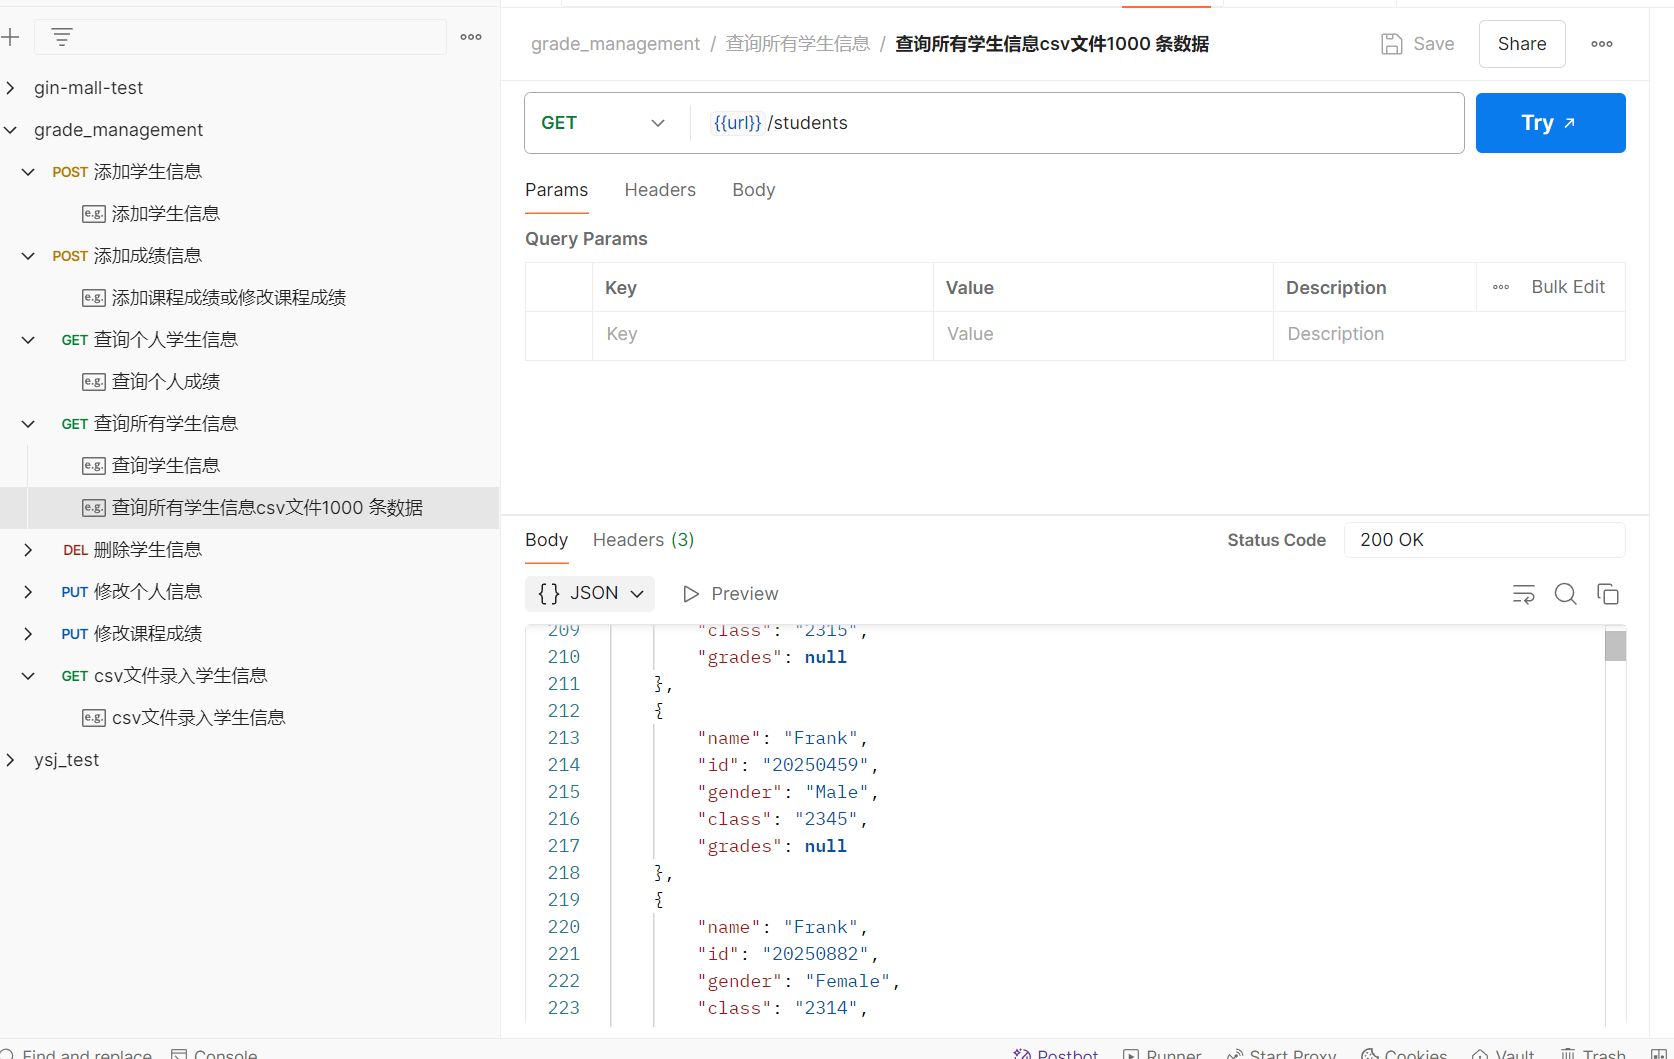 gin-mall-test
grade_management
POST 添加学生信息
e.g. 添加学生信息
POST 添加成绩信息
e.g. 添加课程成绩或修改课程成绩
GET 查询个人学生信息
e.g. 查询个人成绩
GET 查询所有学生信息
e.g. 查询学生信息
e.g. 查询所有学生信息csv文件1000 条数据
DEL 删除学生信息
PUT 修改个人信息
PUT 修改课程成绩
GET csv文件录入学生信息
e.g. csv文件录入学生信息
ysj_test
grade_management / 查询所有学生信息 / 查询所有学生信息csv文件1000 条数据
Save Share
GET {{url}} /students
Try
Params Headers Body
Query Params
Key Value Description Bulk Edit
Key Value Description
Body Headers (3) Status Code 200 OK
{} JSON Preview
209 "class": "2315",
210 "grades": null
211 },
212 {
213 "name": "Frank",
214 "id": "20250459",
215 "gender": "Male",
216 "class": "2345",
217 "grades": null
218 },
219 {
220 "name": "Frank",
221 "id": "20250882",
222 "gender": "Female",
223 "class": "2314",
Find and replace Console Postbot Runner Start Proxy Cookies Vault Trash